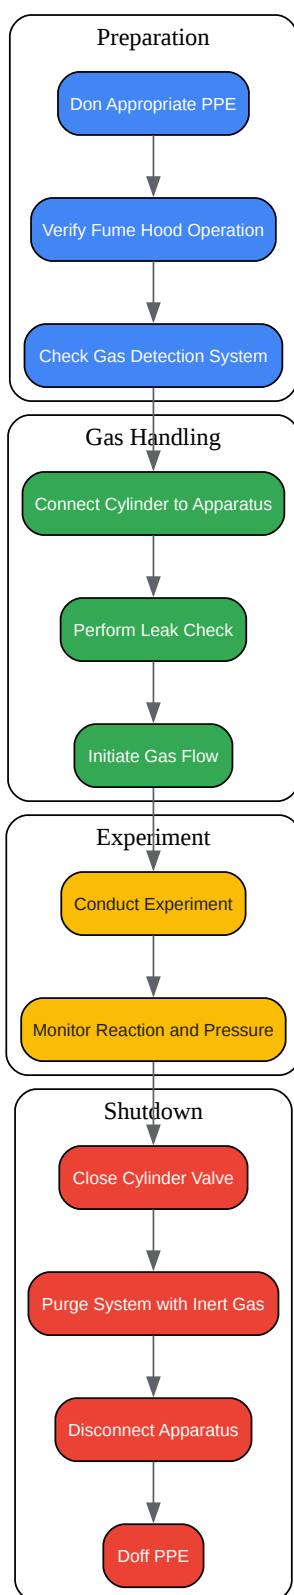 Preparation
Don Appropriate PPE
Verify Fume Hood Operation
Check Gas Detection System
Gas Handling
Connect Cylinder to Apparatus
Perform Leak Check
Initiate Gas Flow
Experiment
Conduct Experiment
Monitor Reaction and Pressure
Shutdown
Close Cylinder Valve
Purge System with Inert Gas
Disconnect Apparatus
Doff PPE